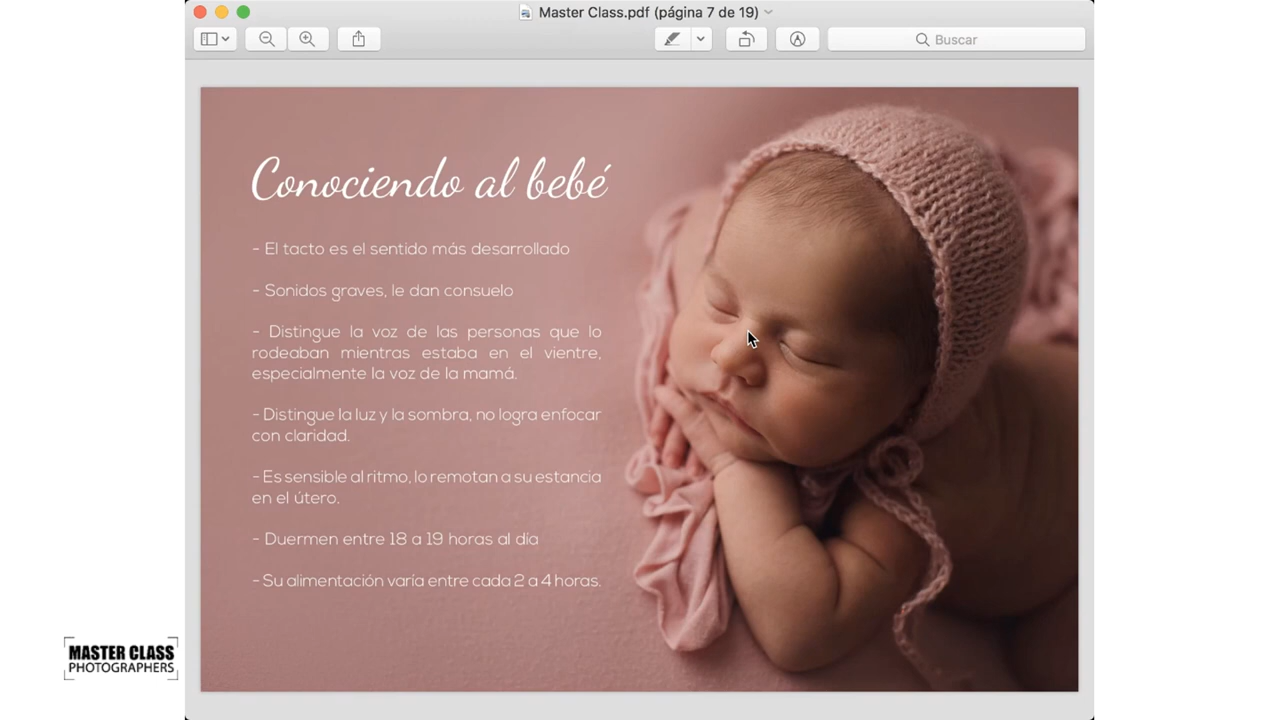 Master Class.pdf (página 7 de 19)
Buscar
Conociendo al bebé
- El tacto es el sentido más desarrollado
- Sonidos graves, le dan consuelo
- Distingue la voz de las personas que lo
rodeaban mientras estaba en el vientre,
especialmente la voz de la mamá.
- Distingue la luz y la sombra, no logra enfocar
con claridad.
- Es sensible al ritmo, lo remotan a su estancia
en el útero.
- Duermen entre 18 a 19 horas al día
- Su alimentación varía entre cada 2 a 4 horas.
MASTER CLASS
PHOTOGRAPHERS